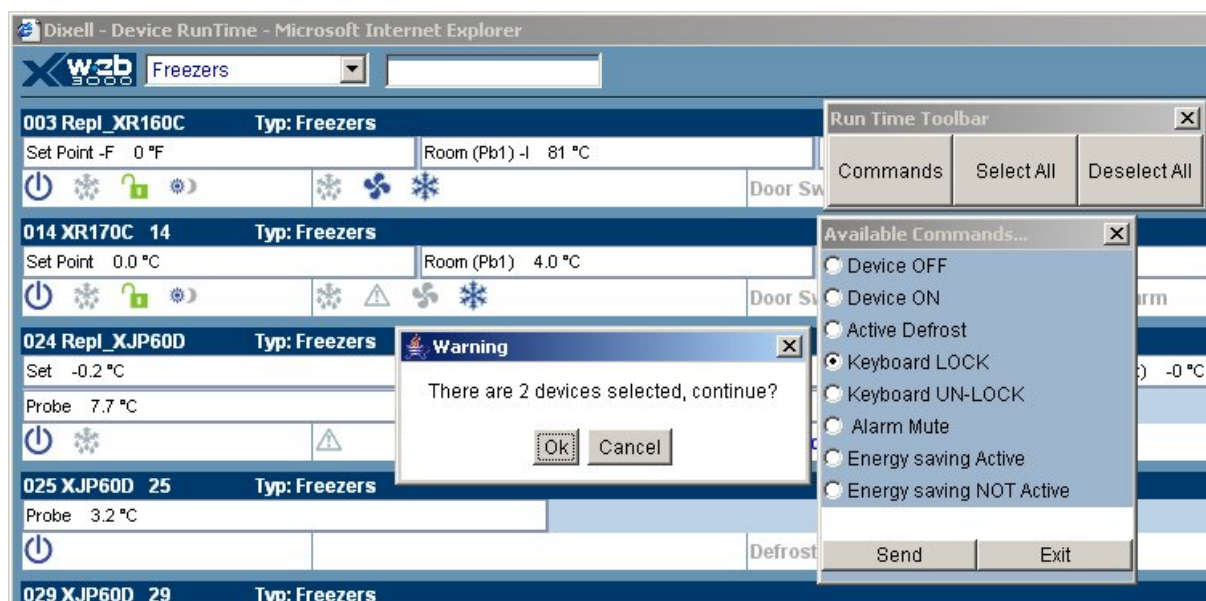 Dixell - Device RunTime - Microsoft Internet Explorer
X web 3000 Freezers
003 Repl_XR160C Typ: Freezers
Set Point -F 0 °F Room (Pb1) -I 81 °C
Door Sw
014 XR170C 14 Typ: Freezers
Set Point 0.0 °C Room (Pb1) 4.0 °C
Door Sw
rm
024 Repl_XJP60D Typ: Freezers
Set -0.2 °C
) -0 °C
Probe 7.7 °C
025 XJP60D 25 Typ: Freezers
Probe 3.2 °C
Defrost
029 XJP60D 29 Typ: Freezers
Run Time Toolbar
Commands Select All Deselect All
Available Commands...
Device OFF
Device ON
Active Defrost
Keyboard LOCK
Keyboard UN-LOCK
Alarm Mute
Energy saving Active
Energy saving NOT Active
Send Exit
Warning
There are 2 devices selected, continue?
Ok Cancel